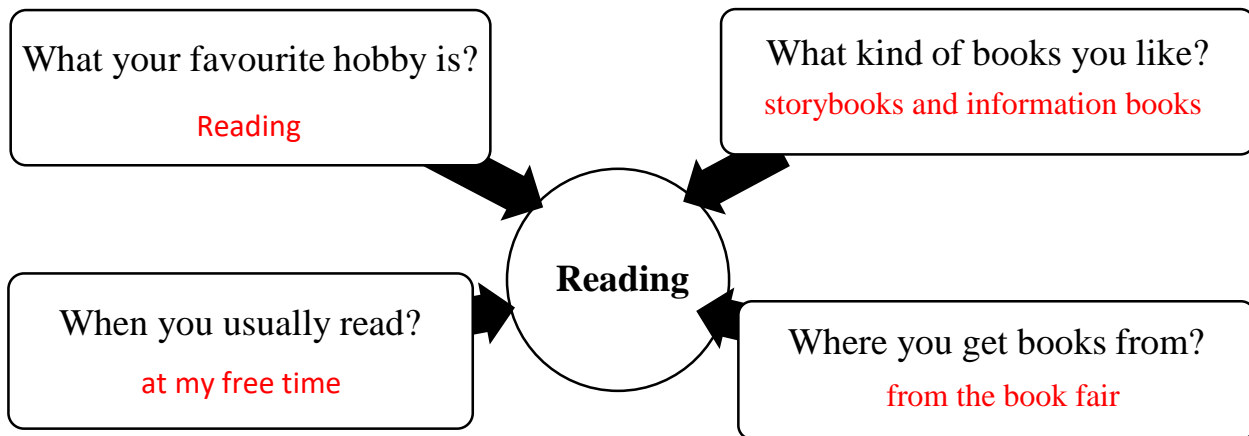 What your favourite hobby is?
Reading
What kind of books you like?
storybooks and information books
Reading
When you usually read?
at my free time
Where you get books from?
from the book fair